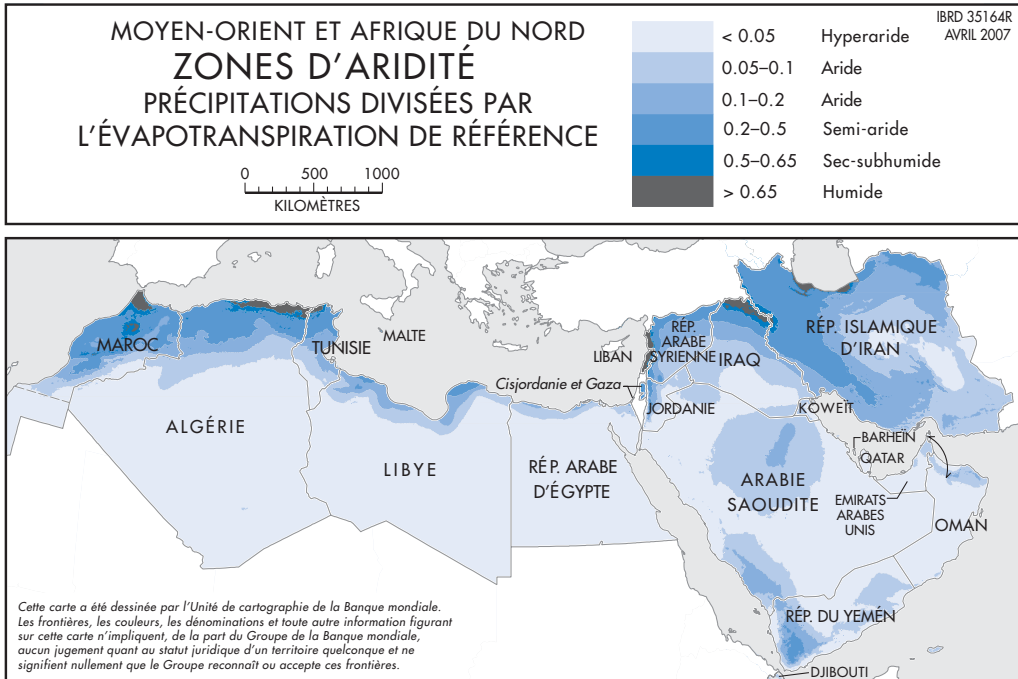 MOYEN-ORIENT ET AFRIQUE DU NORD
ZONES D'ARIDITÉ
PRÉCIPITATIONS DIVISÉES PAR
L'ÉVAPOTRANSPIRATION DE RÉFÉRENCE
0 500 1000
KILOMÈTRES
< 0.05 Hyperaride
0.05–0.1 Aride
0.1–0.2 Aride
0.2–0.5 Semi-aride
0.5–0.65 Sec-subhumide
> 0.65 Humide
IBRD 35164R
AVRIL 2007
MAROC
ALGÉRIE
TUNISIE
MALTE
LIBYE
RÉP. ARABE
D'ÉGYPTE
LIBAN
Cisjordanie et Gaza
RÉP.
ARABE
SYRIENNE
JORDANIE
IRAQ
RÉP. ISLAMIQUE
D'IRAN
KOWEÏT
BARHEÏN
QATAR
ARABIE
SAOUDITE
EMIRATS
ARABES
UNIS
OMAN
RÉP. DU YEMÉN
DJIBOUTI
Cette carte a été dessinée par l'Unité de cartographie de la Banque mondiale.
Les frontières, les couleurs, les dénominations et toute autre information figurant
sur cette carte n'impliquent, de la part du Groupe de la Banque mondiale,
aucun jugement quant au statut juridique d'un territoire quelconque et ne
signifient nullement que le Groupe reconnaît ou accepte ces frontières.